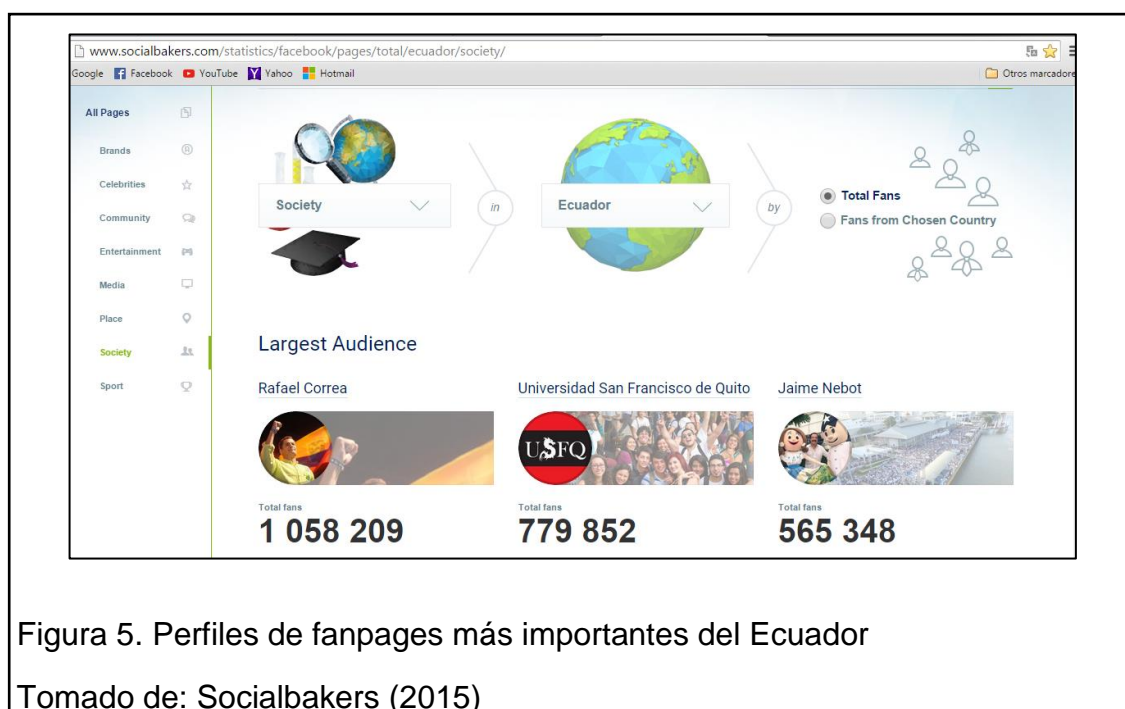 www.socialbakers.com/statistics/facebook/pages/total/ecuador/society/
Google Facebook YouTube Yahoo Hotmail Otros marcadore
All Pages
Brands
Celebrities
Community
Entertainment
Media
Place
Society
Sport
Society in Ecuador by
Total Fans
Fans from Chosen Country
Largest Audience
Rafael Correa
Universidad San Francisco de Quito
Jaime Nebot
USFQ
Total fans
1 058 209
Total fans
779 852
Total fans
565 348
Figura 5. Perfiles de fanpages más importantes del Ecuador
Tomado de: Socialbakers (2015)